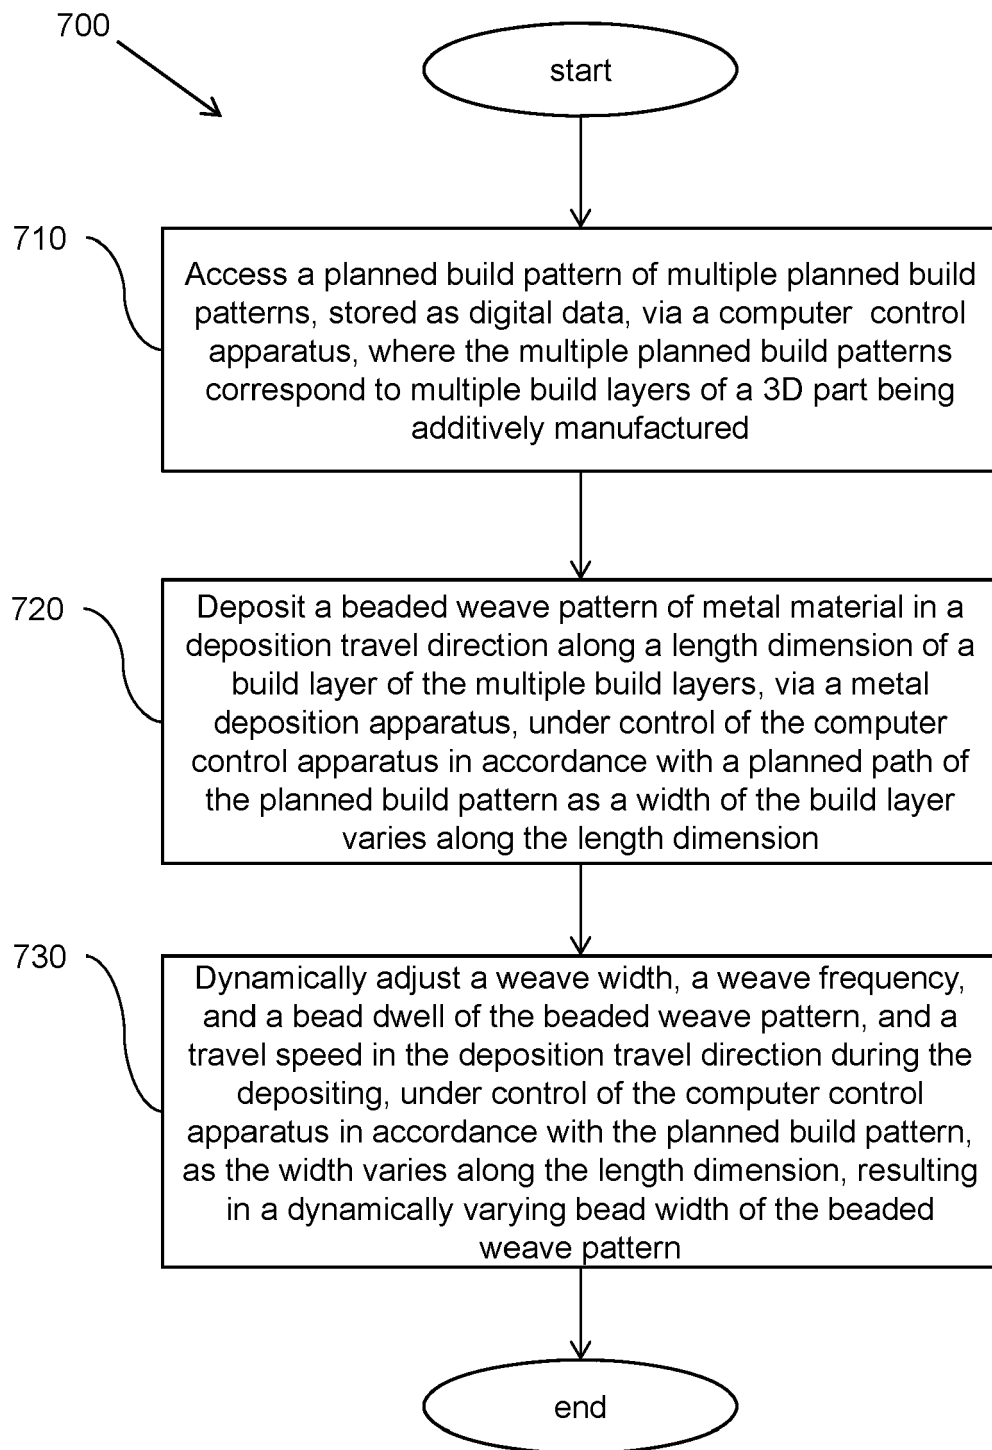 700
start
710
Access a planned build pattern of multiple planned build
patterns, stored as digital data, via a computer control
apparatus, where the multiple planned build patterns
correspond to multiple build layers of a 3D part being
additively manufactured
720
Deposit a beaded weave pattern of metal material in a
deposition travel direction along a length dimension of a
build layer of the multiple build layers, via a metal
deposition apparatus, under control of the computer
control apparatus in accordance with a planned path of
the planned build pattern as a width of the build layer
varies along the length dimension
730
Dynamically adjust a weave width, a weave frequency,
and a bead dwell of the beaded weave pattern, and a
travel speed in the deposition travel direction during the
depositing, under control of the computer control
apparatus in accordance with the planned build pattern,
as the width varies along the length dimension, resulting
in a dynamically varying bead width of the beaded
weave pattern
end